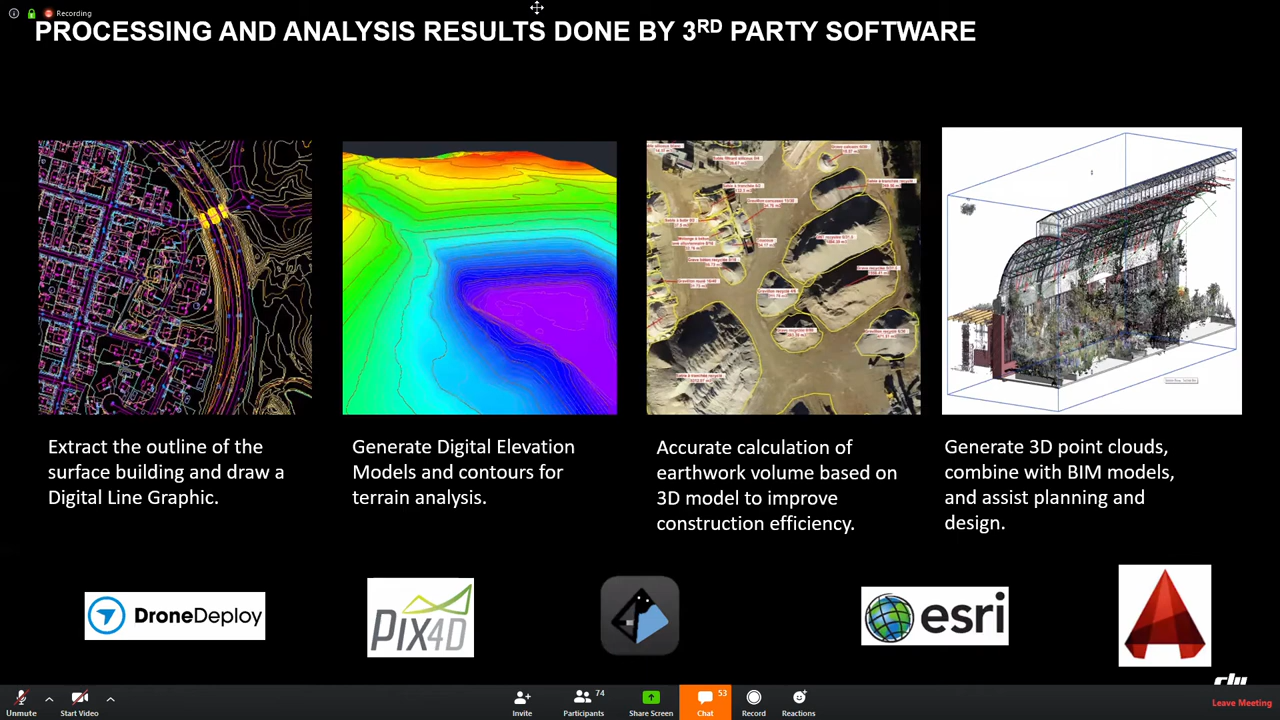 Recording
PROCESSING AND ANALYSIS RESULTS DONE BY 3RD PARTY SOFTWARE
Extract the outline of the
surface building and draw a
Digital Line Graphic.
Generate Digital Elevation
Models and contours for
terrain analysis.
Accurate calculation of
earthwork volume based on
3D model to improve
construction efficiency.
Generate 3D point clouds,
combine with BIM models,
and assist planning and
design.
DroneDeploy
PIX4D
esri
dji
Unmute
Start Video
Invite
74
Participants
Share Screen
53
Chat
Record
Reactions
Leave Meeting